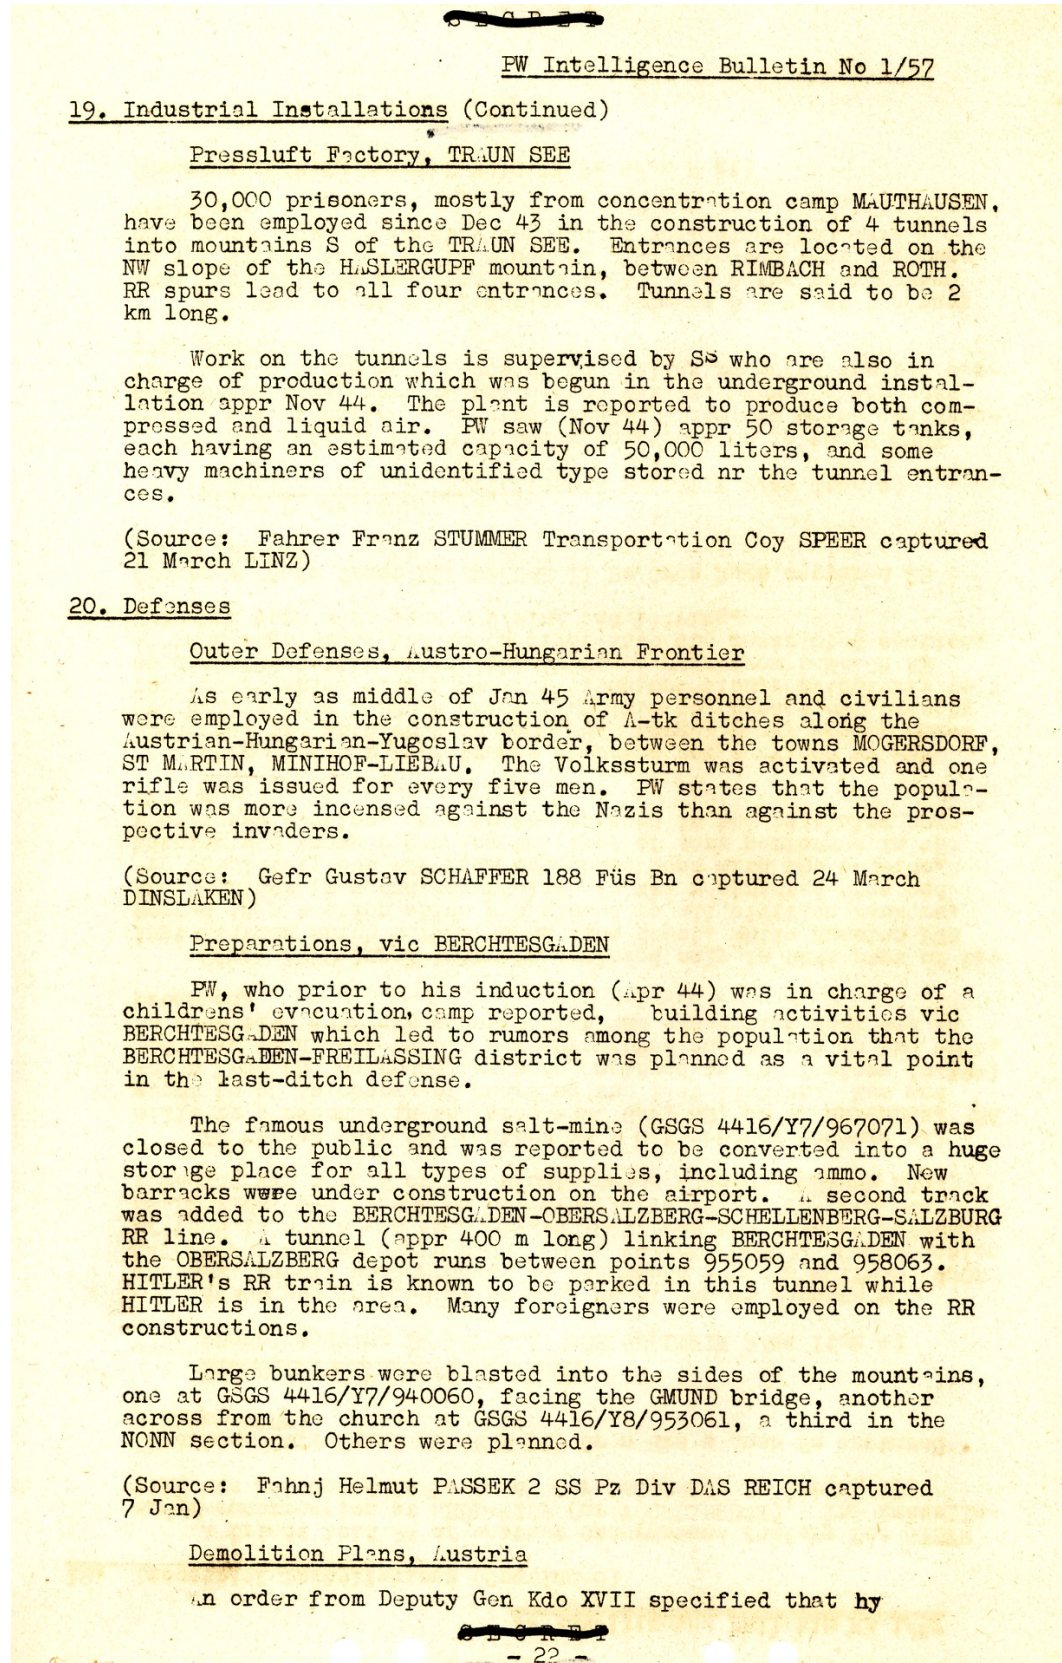 SECRET
PW Intelligence Bulletin No 1/57
19. Industrial Installations (Continued)
Pressluft Factory, TRAUN SEE
30,000 prisoners, mostly from concentration camp MAUTHAUSEN,
have been employed since Dec 43 in the construction of 4 tunnels
into mountains S of the TRAUN SEE. Entrances are located on the
NW slope of the HASLERGUPF mountain, between RIMBACH and ROTH.
RR spurs lead to all four entrances. Tunnels are said to be 2
km long.
Work on the tunnels is supervised by SS who are also in
charge of production which was begun in the underground instal-
lation appr Nov 44. The plant is reported to produce both com-
pressed and liquid air. PW saw (Nov 44) appr 50 storage tanks,
each having an estimated capacity of 50,000 liters, and some
heavy machiners of unidentified type stored nr the tunnel entran-
ces.
(Source: Fahrer Franz STUMMER Transportation Coy SPEER captured
21 March LINZ)
20. Defenses
Outer Defenses, Austro-Hungarian Frontier
As early as middle of Jan 45 Army personnel and civilians
were employed in the construction of A-tk ditches along the
Austrian-Hungarian-Yugoslav border, between the towns MOGERSDORF,
ST MARTIN, MINIHOF-LIEBAU. The Volkssturm was activated and one
rifle was issued for every five men. PW states that the popula-
tion was more incensed against the Nazis than against the pros-
pective invaders.
(Source: Gefr Gustav SCHAFFER 188 Füs Bn captured 24 March
DINSLAKEN)
Preparations, vic BERCHTESGADEN
PW, who prior to his induction (Apr 44) was in charge of a
childrens' evacuation camp reported, building activities vic
BERCHTESGADEN which led to rumors among the population that the
BERCHTESGADEN-FREILASSING district was planned as a vital point
in the last-ditch defense.
The famous underground salt-mine (GSGS 4416/Y7/967071) was
closed to the public and was reported to be converted into a huge
storage place for all types of supplies, including ammo. New
barracks were under construction on the airport. A second track
was added to the BERCHTESGADEN-OBERSALZBERG-SCHELLENBERG-SALZBURG
RR line. A tunnel (appr 400 m long) linking BERCHTESGADEN with
the OBERSALZBERG depot runs between points 955059 and 958063.
HITLER's RR train is known to be parked in this tunnel while
HITLER is in the area. Many foreigners were employed on the RR
constructions.
Large bunkers were blasted into the sides of the mountains,
one at GSGS 4416/Y7/940060, facing the GMUND bridge, another
across from the church at GSGS 4416/Y8/953061, a third in the
NONN section. Others were planned.
(Source: Fahnj Helmut PASSEK 2 SS Pz Div DAS REICH captured
7 Jan)
Demolition Plans, Austria
An order from Deputy Gen Kdo XVII specified that hy
SECRET
- 22 -